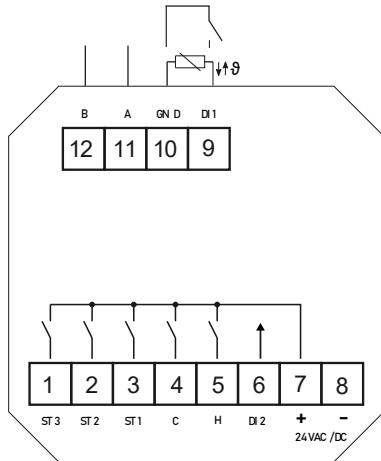 ϑ
B A GND DI1
12 11 10 9
1 2 3 4 5 6 7 8
ST3 ST2 ST1 C H DI2 + −
24VAC/DC